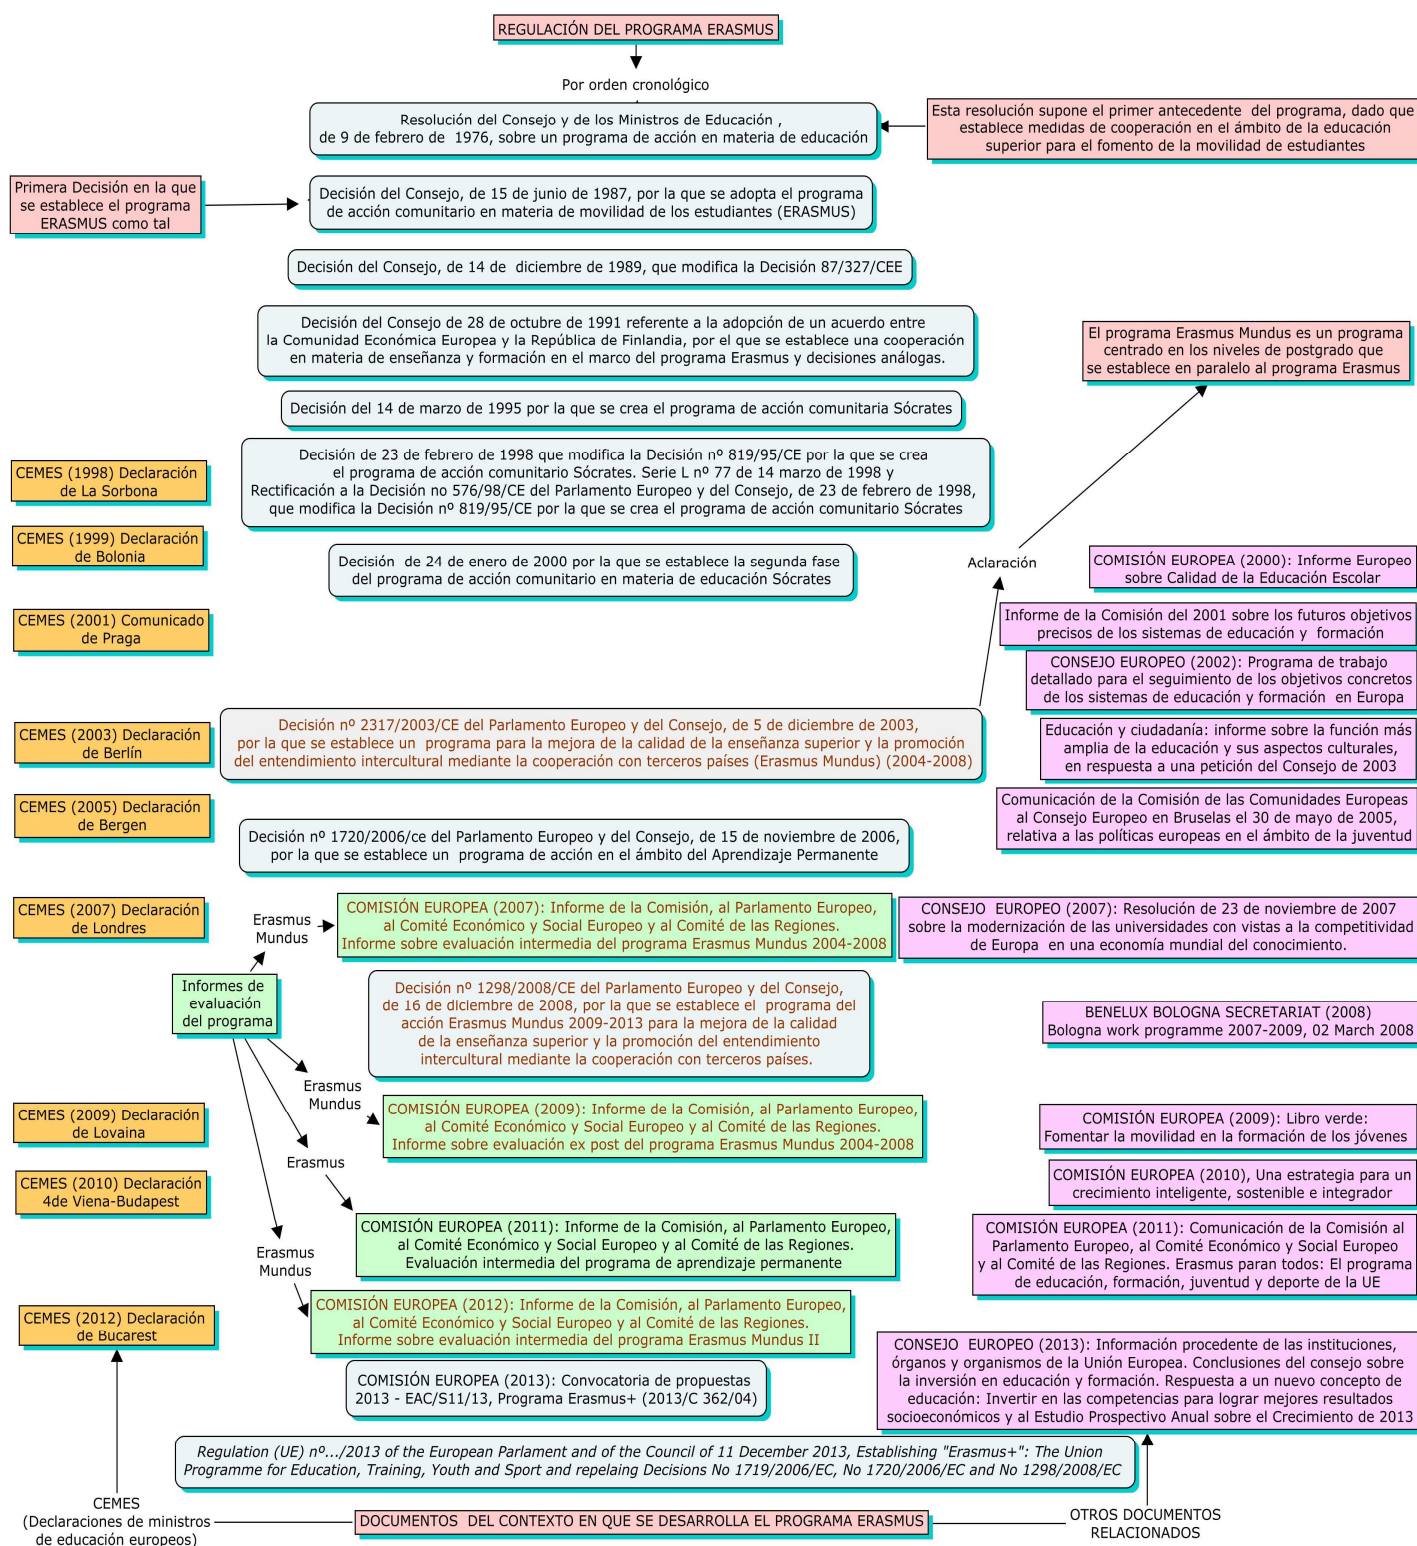 REGULACIÓN DEL PROGRAMA ERASMUS
Por orden cronológico
Resolución del Consejo y de los Ministros de Educación ,
de 9 de febrero de 1976, sobre un programa de acción en materia de educación
Esta resolución supone el primer antecedente del programa, dado que
establece medidas de cooperación en el ámbito de la educación
superior para el fomento de la movilidad de estudiantes
Primera Decisión en la que
se establece el programa
ERASMUS como tal
Decisión del Consejo, de 15 de junio de 1987, por la que se adopta el programa
de acción comunitario en materia de movilidad de los estudiantes (ERASMUS)
Decisión del Consejo, de 14 de diciembre de 1989, que modifica la Decisión 87/327/CEE
Decisión del Consejo de 28 de octubre de 1991 referente a la adopción de un acuerdo entre
la Comunidad Económica Europea y la República de Finlandia, por el que se establece una cooperación
en materia de enseñanza y formación en el marco del programa Erasmus y decisiones análogas.
El programa Erasmus Mundus es un programa
centrado en los niveles de postgrado que
se establece en paralelo al programa Erasmus
Decisión del 14 de marzo de 1995 por la que se crea el programa de acción comunitaria Sócrates
Decisión de 23 de febrero de 1998 que modifica la Decisión nº 819/95/CE por la que se crea
el programa de acción comunitario Sócrates. Serie L nº 77 de 14 marzo de 1998 y
Rectificación a la Decisión no 576/98/CE del Parlamento Europeo y del Consejo, de 23 de febrero de 1998,
que modifica la Decisión nº 819/95/CE por la que se crea el programa de acción comunitario Sócrates
CEMES (1998) Declaración
de La Sorbona
CEMES (1999) Declaración
de Bolonia
Decisión de 24 de enero de 2000 por la que se establece la segunda fase
del programa de acción comunitario en materia de educación Sócrates
Aclaración
COMISIÓN EUROPEA (2000): Informe Europeo
sobre Calidad de la Educación Escolar
CEMES (2001) Comunicado
de Praga
Informe de la Comisión del 2001 sobre los futuros objetivos
precisos de los sistemas de educación y formación
CONSEJO EUROPEO (2002): Programa de trabajo
detallado para el seguimiento de los objetivos concretos
de los sistemas de educación y formación en Europa
CEMES (2003) Declaración
de Berlín
Decisión nº 2317/2003/CE del Parlamento Europeo y del Consejo, de 5 de diciembre de 2003,
por la que se establece un programa para la mejora de la calidad de la enseñanza superior y la promoción
del entendimiento intercultural mediante la cooperación con terceros países (Erasmus Mundus) (2004-2008)
Educación y ciudadanía: informe sobre la función más
amplia de la educación y sus aspectos culturales,
en respuesta a una petición del Consejo de 2003
CEMES (2005) Declaración
de Bergen
Comunicación de la Comisión de las Comunidades Europeas
al Consejo Europeo en Bruselas el 30 de mayo de 2005,
relativa a las políticas europeas en el ámbito de la juventud
Decisión nº 1720/2006/ce del Parlamento Europeo y del Consejo, de 15 de noviembre de 2006,
por la que se establece un programa de acción en el ámbito del Aprendizaje Permanente
CEMES (2007) Declaración
de Londres
Erasmus
Mundus
COMISIÓN EUROPEA (2007): Informe de la Comisión, al Parlamento Europeo,
al Comité Económico y Social Europeo y al Comité de las Regiones.
Informe sobre evaluación intermedia del programa Erasmus Mundus 2004-2008
CONSEJO EUROPEO (2007): Resolución de 23 de noviembre de 2007
sobre la modernización de las universidades con vistas a la competitividad
de Europa en una economía mundial del conocimiento.
Informes de
evaluación
del programa
Decisión nº 1298/2008/CE del Parlamento Europeo y del Consejo,
de 16 de diciembre de 2008, por la que se establece el programa del
acción Erasmus Mundus 2009-2013 para la mejora de la calidad
de la enseñanza superior y la promoción del entendimiento
intercultural mediante la cooperación con terceros países.
BENELUX BOLOGNA SECRETARIAT (2008)
Bologna work programme 2007-2009, 02 March 2008
Erasmus
Mundus
CEMES (2009) Declaración
de Lovaina
COMISIÓN EUROPEA (2009): Informe de la Comisión, al Parlamento Europeo,
al Comité Económico y Social Europeo y al Comité de las Regiones.
Informe sobre evaluación ex post del programa Erasmus Mundus 2004-2008
COMISIÓN EUROPEA (2009): Libro verde:
Fomentar la movilidad en la formación de los jóvenes
Erasmus
CEMES (2010) Declaración
4de Viena-Budapest
COMISIÓN EUROPEA (2010), Una estrategia para un
crecimiento inteligente, sostenible e integrador
COMISIÓN EUROPEA (2011): Informe de la Comisión, al Parlamento Europeo,
al Comité Económico y Social Europeo y al Comité de las Regiones.
Evaluación intermedia del programa de aprendizaje permanente
COMISIÓN EUROPEA (2011): Comunicación de la Comisión al
Parlamento Europeo, al Comité Económico y Social Europeo
y al Comité de las Regiones. Erasmus paran todos: El programa
de educación, formación, juventud y deporte de la UE
Erasmus
Mundus
CEMES (2012) Declaración
de Bucarest
COMISIÓN EUROPEA (2012): Informe de la Comisión, al Parlamento Europeo,
al Comité Económico y Social Europeo y al Comité de las Regiones.
Informe sobre evaluación intermedia del programa Erasmus Mundus II
CONSEJO EUROPEO (2013): Información procedente de las instituciones,
órganos y organismos de la Unión Europea. Conclusiones del consejo sobre
la inversión en educación y formación. Respuesta a un nuevo concepto de
educación: Invertir en las competencias para lograr mejores resultados
socioeconómicos y al Estudio Prospectivo Anual sobre el Crecimiento de 2013
COMISIÓN EUROPEA (2013): Convocatoria de propuestas
2013 - EAC/S11/13, Programa Erasmus+ (2013/C 362/04)
Regulation (UE) nº.../2013 of the European Parliament and of the Council of 11 December 2013, Establishing "Erasmus+": The Union
Programme for Education, Training, Youth and Sport and repelaing Decisions No 1719/2006/EC, No 1720/2006/EC and No 1298/2008/EC
CEMES
(Declaraciones de ministros
de educación europeos)
DOCUMENTOS DEL CONTEXTO EN QUE SE DESARROLLA EL PROGRAMA ERASMUS
OTROS DOCUMENTOS
RELACIONADOS